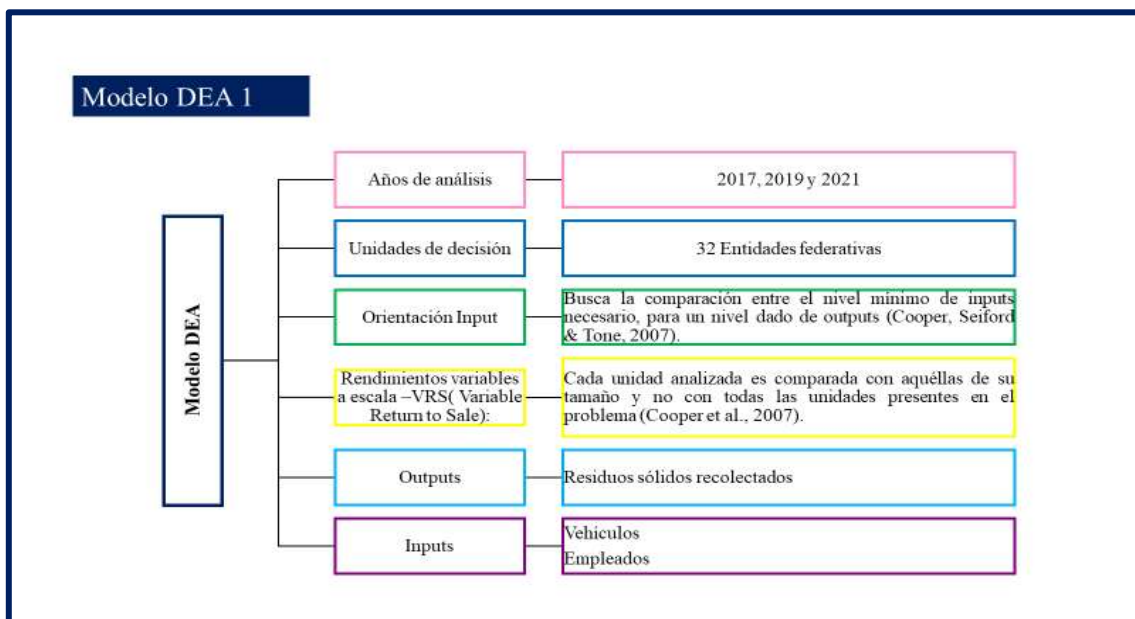 Modelo DEA 1
Modelo DEA
Años de análisis
2017, 2019 y 2021
Unidades de decisión
32 Entidades federativas
Orientación Input
Busca la comparación entre el nivel mínimo de inputs
necesario, para un nivel dado de outputs (Cooper, Seiford
& Tone, 2007).
Rendimientos variables
a escala –VRS( Variable
Return to Sale):
Cada unidad analizada es comparada con aquéllas de su
tamaño y no con todas las unidades presentes en el
problema (Cooper et al., 2007).
Outputs
Residuos sólidos recolectados
Inputs
Vehiculos
Empleados